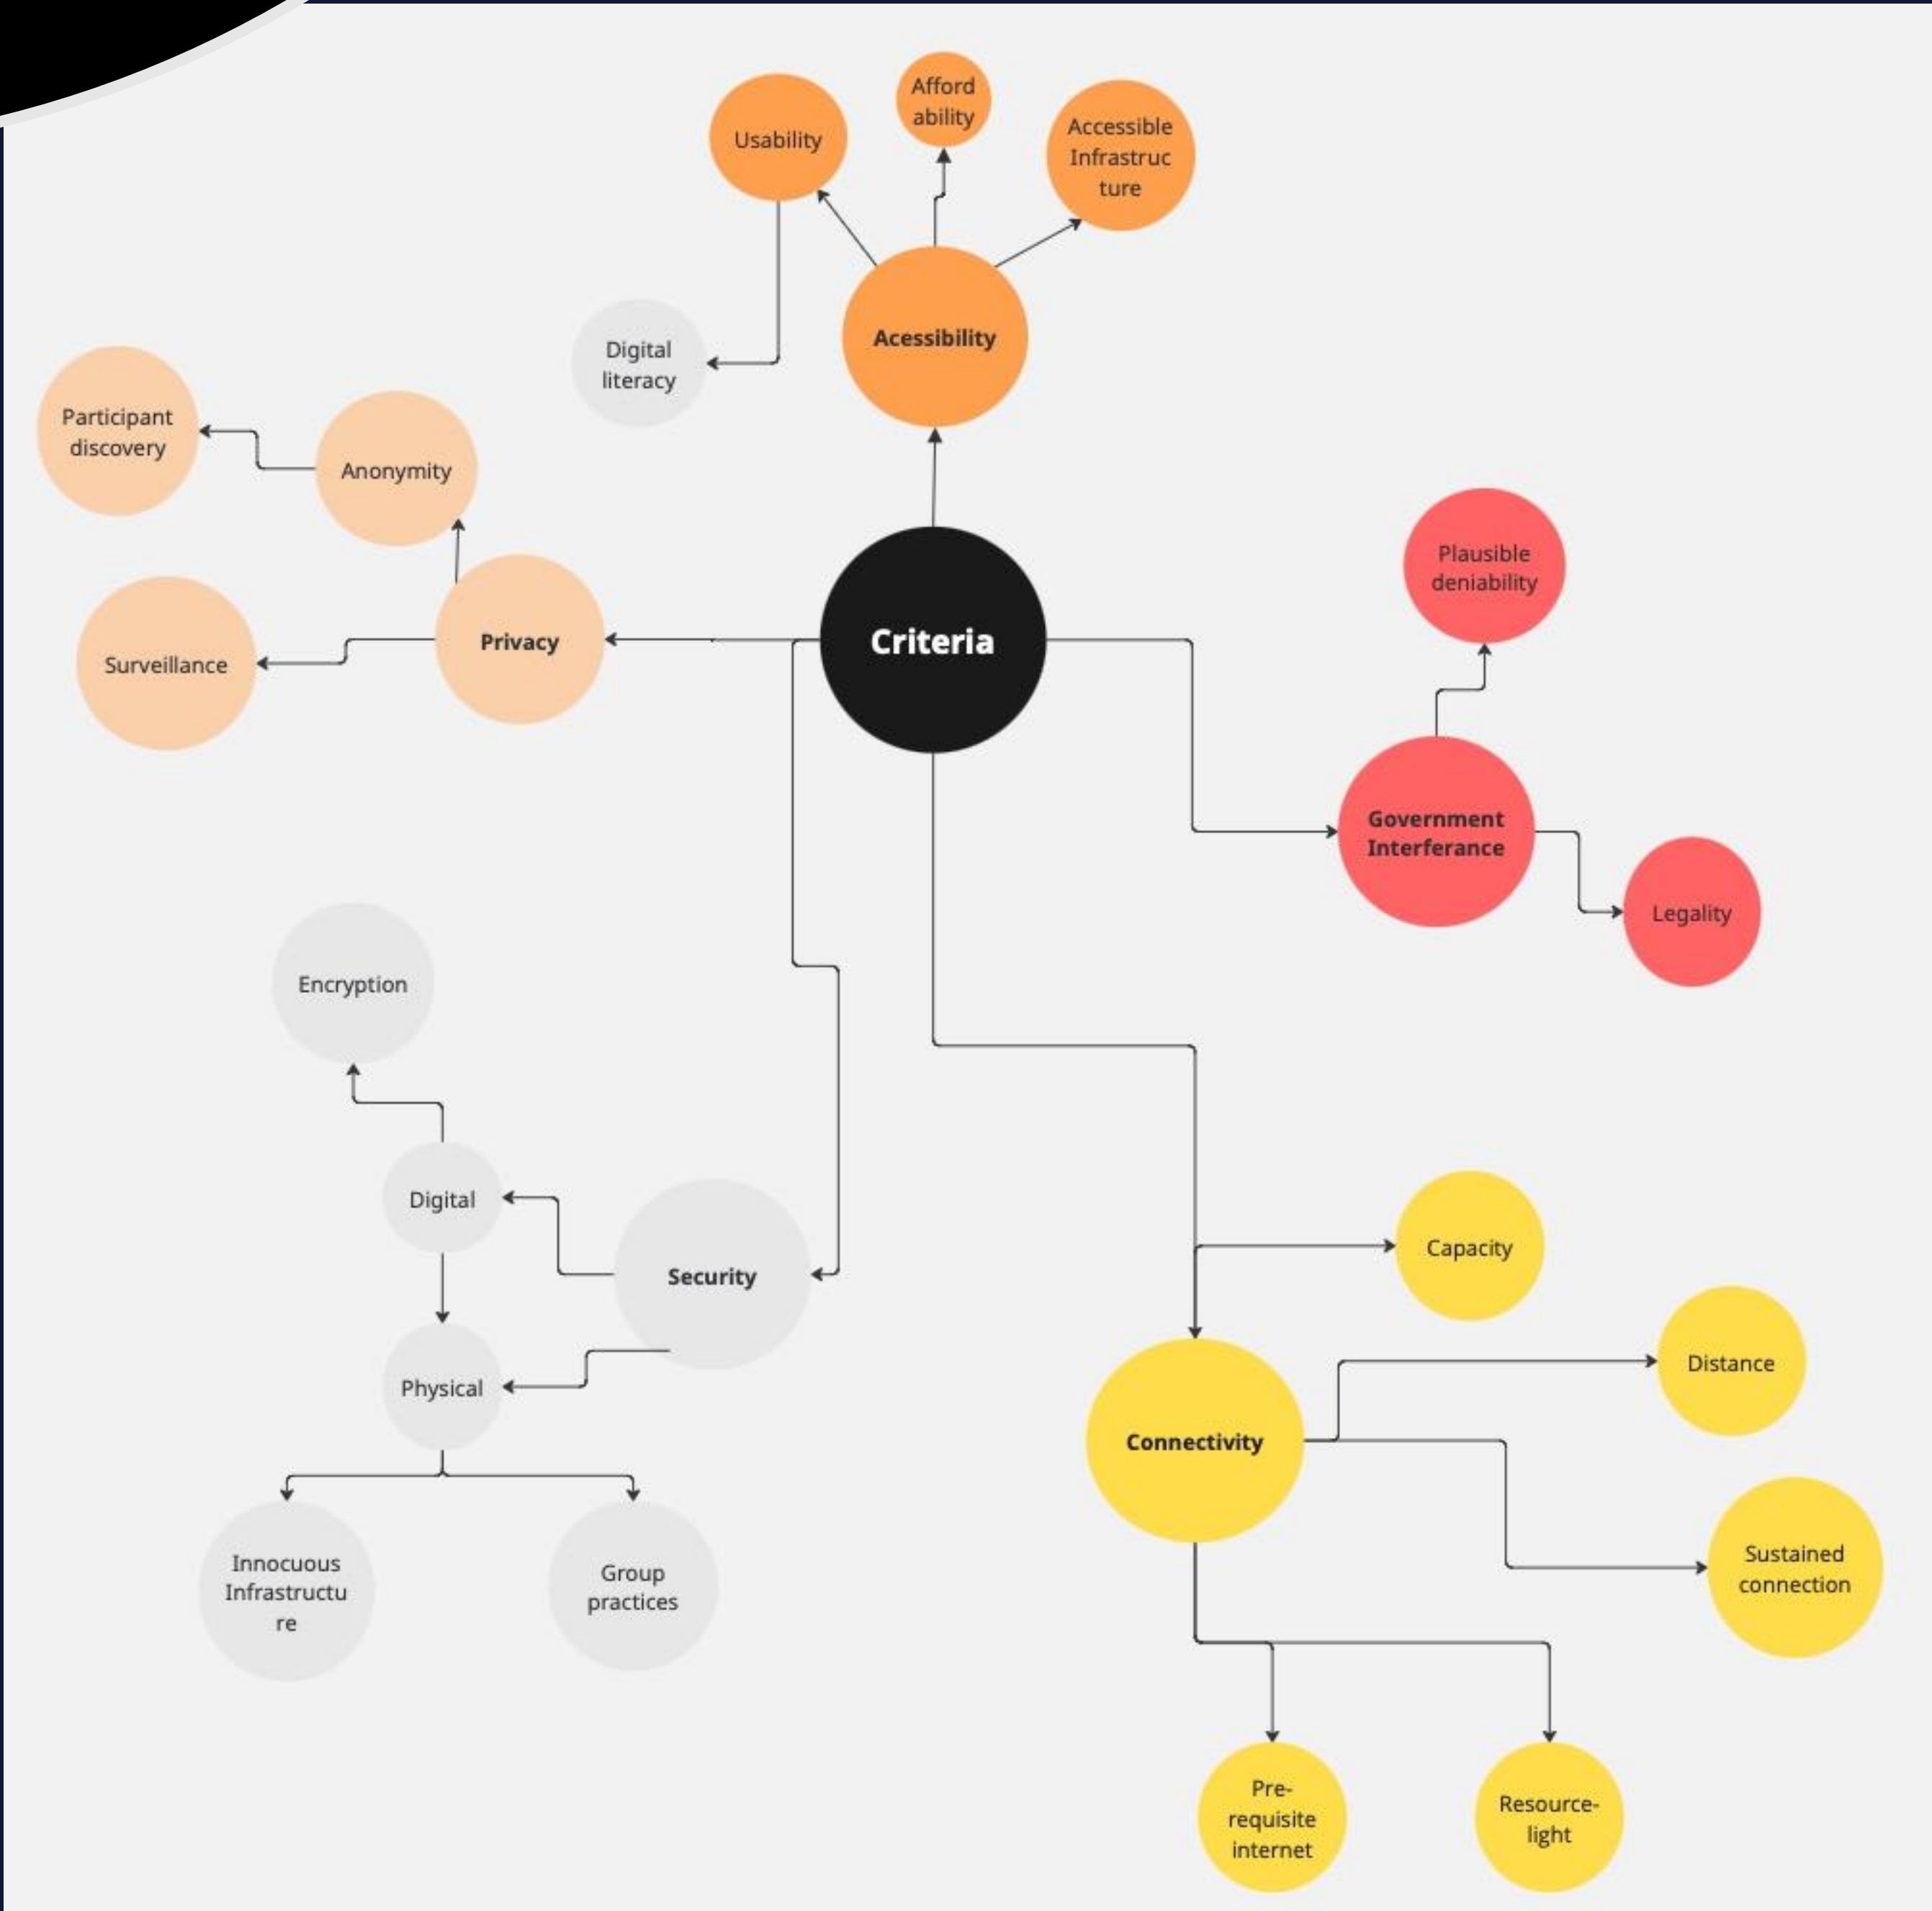 Afford
ability
Usability
Accessible
Infrastruc
ture
Acessibility
Digital
literacy
Participant
discovery
Anonymity
Surveillance
Privacy
Criteria
Plausible
deniability
Government
Interferance
Legality
Encryption
Digital
Security
Physical
Innocuous
Infrastructu
re
Group
practices
Capacity
Distance
Connectivity
Sustained
connection
Pre-
requisite
internet
Resource-
light